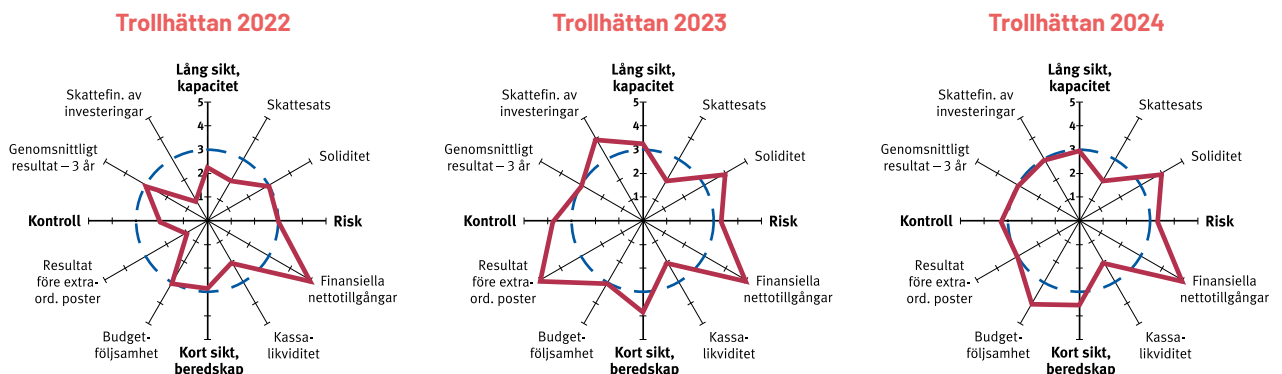 Trollhättan 2022
Lång sikt,
kapacitet
Skattefin. av
investeringar
Skattesats
Genomsnittligt
resultat – 3 år
Soliditet
5
4
3
2
1
Kontroll
Risk
Resultat
före extra-
ord. poster
Finansiella
nettotillgångar
Budget-
följsamhet
Kassa-
likviditet
Kort sikt,
beredskap
Trollhättan 2023
Lång sikt,
kapacitet
Skattefin. av
investeringar
Skattesats
Genomsnittligt
resultat – 3 år
Soliditet
5
4
3
2
1
Kontroll
Risk
Resultat
före extra-
ord. poster
Finansiella
nettotillgångar
Budget-
följsamhet
Kassa-
likviditet
Kort sikt,
beredskap
Trollhättan 2024
Lång sikt,
kapacitet
Skattefin. av
investeringar
Skattesats
Genomsnittligt
resultat – 3 år
Soliditet
5
4
3
2
1
Kontroll
Risk
Resultat
före extra-
ord. poster
Finansiella
nettotillgångar
Budget-
följsamhet
Kassa-
likviditet
Kort sikt,
beredskap